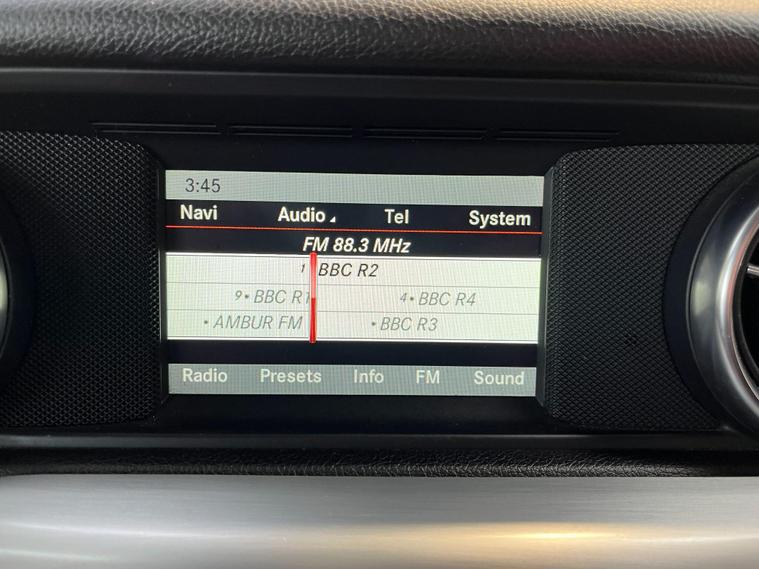 3:45
Navi Audio Tel System
FM 88.3 MHz
1 BBC R2
9• BBC R1 4• BBC R4
• AMBUR FM • BBC R3
Radio Presets Info FM Sound